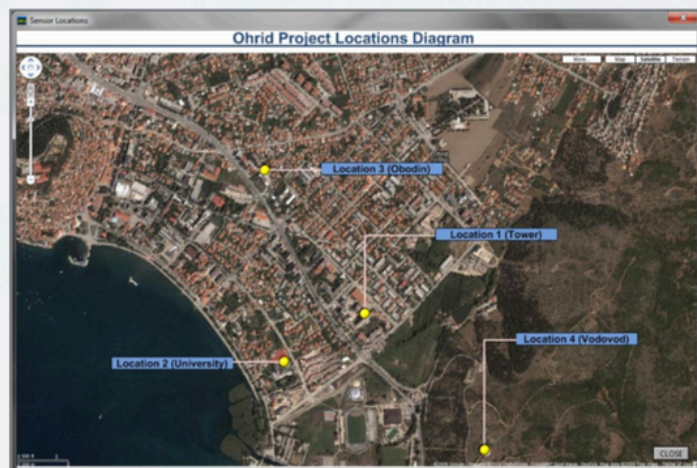 Sensor Locations
Ohrid Project Locations Diagram
More...
Map
Satellite
Terrain
Location 3 (Obodin)
Location 1 (Tower)
Location 4 (Vodovod)
Location 2 (University)
CLOSE